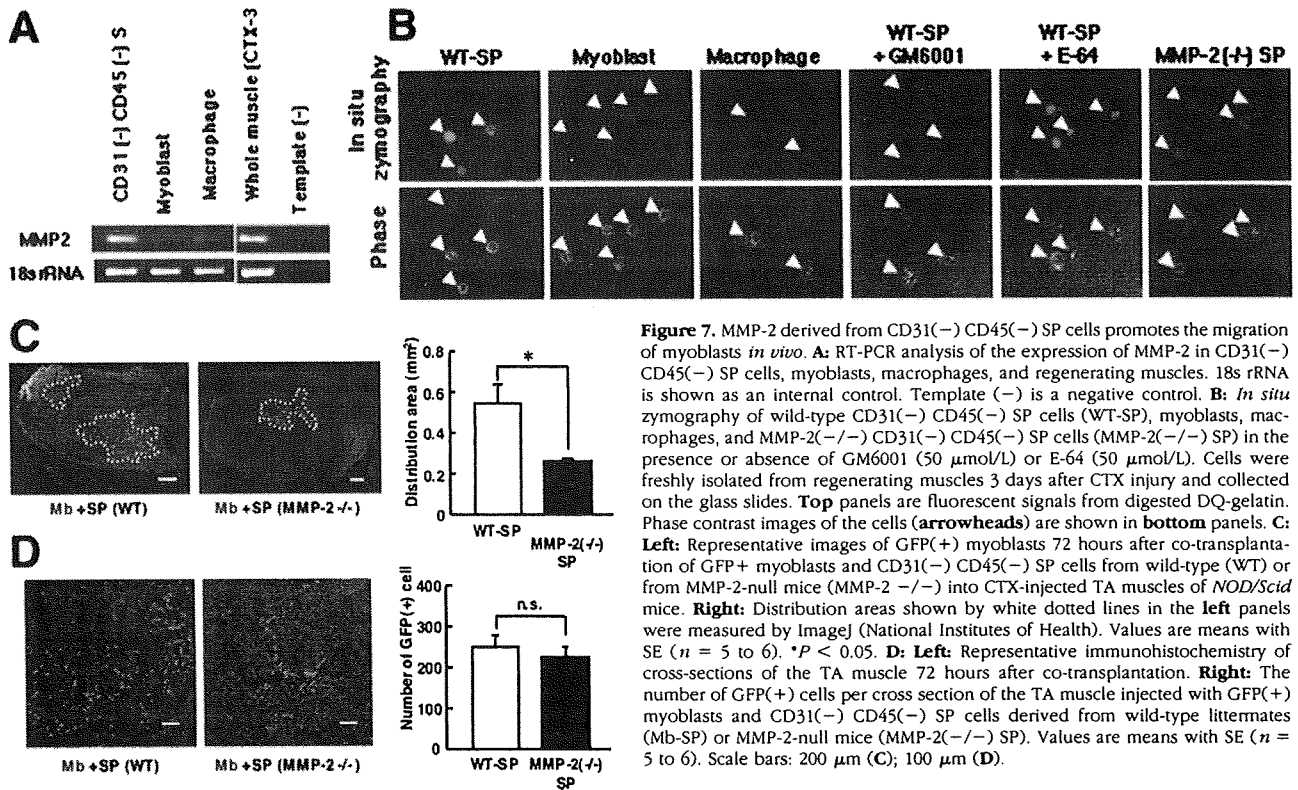 A
CD31 (-) CD45 (-) S
Myoblast
Macrophage
Whole muscle (CTX-3
Template (-)
MMP2
18s rRNA
B
WT-SP
Myoblast
Macrophage
WT-SP
+ GM6001
WT-SP
+ E-64
MMP-2(-/-) SP
In situ
zymography
Phase
C
Mb +SP (WT)
Mb +SP (MMP-2 -/-)
Distribution area (mm²)
0.8
0.6
0.4
0.2
0
*
WT-SP
MMP-2(-/-)
SP
D
Mb +SP (WT)
Mb +SP (MMP-2 -/-)
Number of GFP(+) cell
400
300
200
100
0
n.s.
WT-SP
MMP-2(-/-)
SP
Figure 7. MMP-2 derived from CD31(−) CD45(−) SP cells promotes the migration
of myoblasts in vivo. A: RT-PCR analysis of the expression of MMP-2 in CD31(−)
CD45(−) SP cells, myoblasts, macrophages, and regenerating muscles. 18s rRNA
is shown as an internal control. Template (−) is a negative control. B: In situ
zymography of wild-type CD31(−) CD45(−) SP cells (WT-SP), myoblasts, mac-
rophages, and MMP-2(−/−) CD31(−) CD45(−) SP cells (MMP-2(−/−) SP) in the
presence or absence of GM6001 (50 μmol/L) or E-64 (50 μmol/L). Cells were
freshly isolated from regenerating muscles 3 days after CTX injury and collected
on the glass slides. Top panels are fluorescent signals from digested DQ-gelatin.
Phase contrast images of the cells (arrowheads) are shown in bottom panels. C:
Left: Representative images of GFP(+) myoblasts 72 hours after co-transplanta-
tion of GFP+ myoblasts and CD31(−) CD45(−) SP cells from wild-type (WT) or
from MMP-2-null mice (MMP-2 −/−) into CTX-injected TA muscles of NOD/Scid
mice. Right: Distribution areas shown by white dotted lines in the left panels
were measured by ImageJ (National Institutes of Health). Values are means with
SE (n = 5 to 6). *P < 0.05. D: Left: Representative immunohistochemistry of
cross-sections of the TA muscle 72 hours after co-transplantation. Right: The
number of GFP(+) cells per cross section of the TA muscle injected with GFP(+)
myoblasts and CD31(−) CD45(−) SP cells derived from wild-type littermates
(Mb-SP) or MMP-2-null mice (MMP-2(−/−) SP). Values are means with SE (n =
5 to 6). Scale bars: 200 μm (C); 100 μm (D).